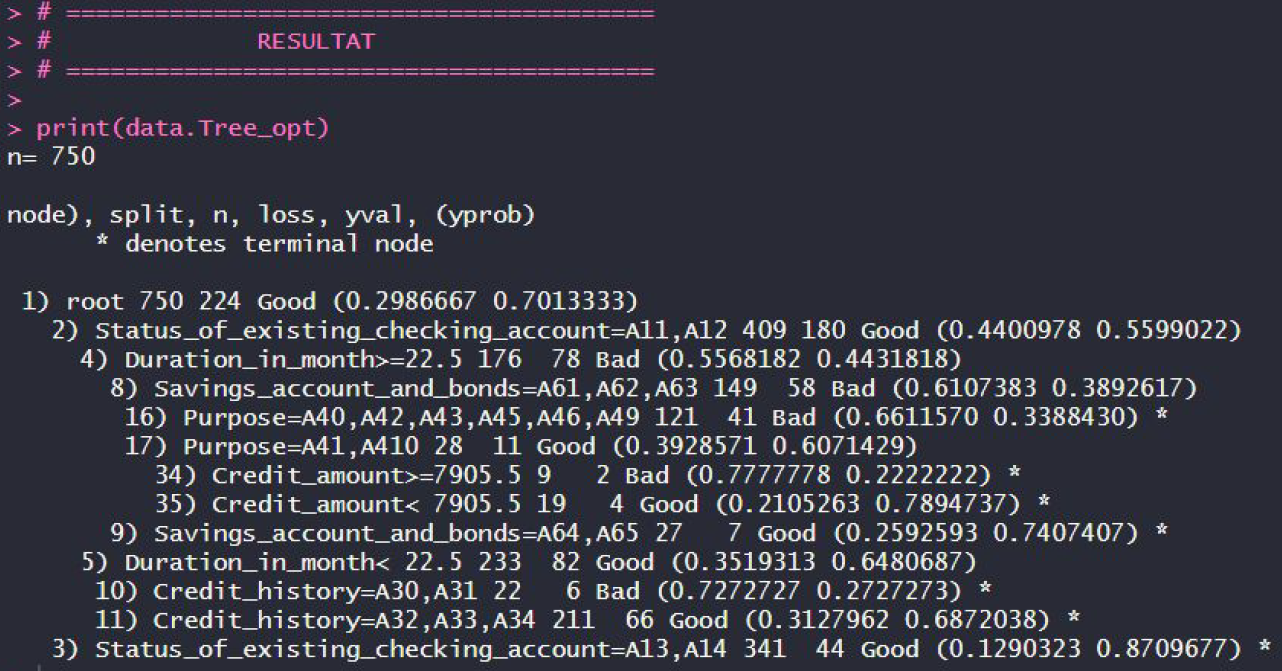 > # ========================================
> #               RESULTAT
> # ========================================
>
> print(data.Tree_opt)
n= 750

node), split, n, loss, yval, (yprob)
      * denotes terminal node

 1) root 750 224 Good (0.2986667 0.7013333)
   2) Status_of_existing_checking_account=A11,A12 409 180 Good (0.4400978 0.5599022)
     4) Duration_in_month>=22.5 176  78 Bad (0.5568182 0.4431818)
       8) Savings_account_and_bonds=A61,A62,A63 149  58 Bad (0.6107383 0.3892617)
        16) Purpose=A40,A42,A43,A45,A46,A49 121  41 Bad (0.6611570 0.3388430) *
        17) Purpose=A41,A410 28  11 Good (0.3928571 0.6071429)
          34) Credit_amount>=7905.5 9   2 Bad (0.7777778 0.2222222) *
          35) Credit_amount< 7905.5 19   4 Good (0.2105263 0.7894737) *
       9) Savings_account_and_bonds=A64,A65 27   7 Good (0.2592593 0.7407407) *
     5) Duration_in_month< 22.5 233  82 Good (0.3519313 0.6480687)
      10) Credit_history=A30,A31 22   6 Bad (0.7272727 0.2727273) *
      11) Credit_history=A32,A33,A34 211  66 Good (0.3127962 0.6872038) *
   3) Status_of_existing_checking_account=A13,A14 341  44 Good (0.1290323 0.8709677) *